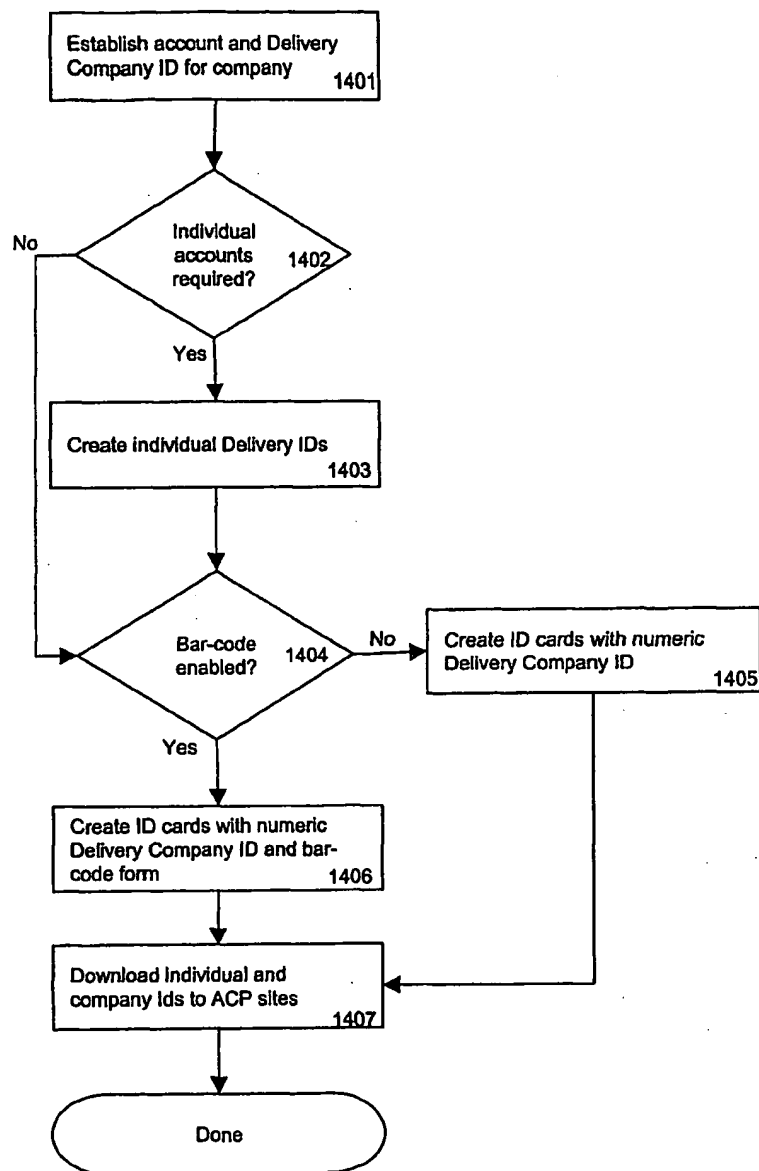 Establish account and Delivery
Company ID for company
1401
Individual
accounts
required?
1402
No
Yes
Create individual Delivery IDs
1403
Bar-code
enabled?
1404
No
Create ID cards with numeric
Delivery Company ID
1405
Yes
Create ID cards with numeric
Delivery Company ID and bar-
code form
1406
Download Individual and
company Ids to ACP sites
1407
Done